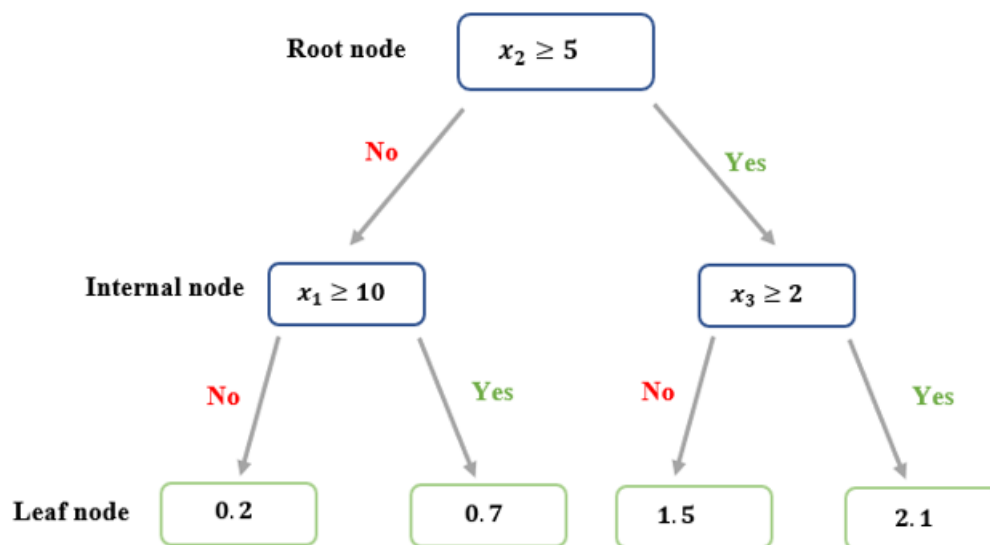 Root node
x₂ ≥ 5
No
Yes
Internal node
x₁ ≥ 10
x₃ ≥ 2
No
Yes
No
Yes
Leaf node
0.2
0.7
1.5
2.1